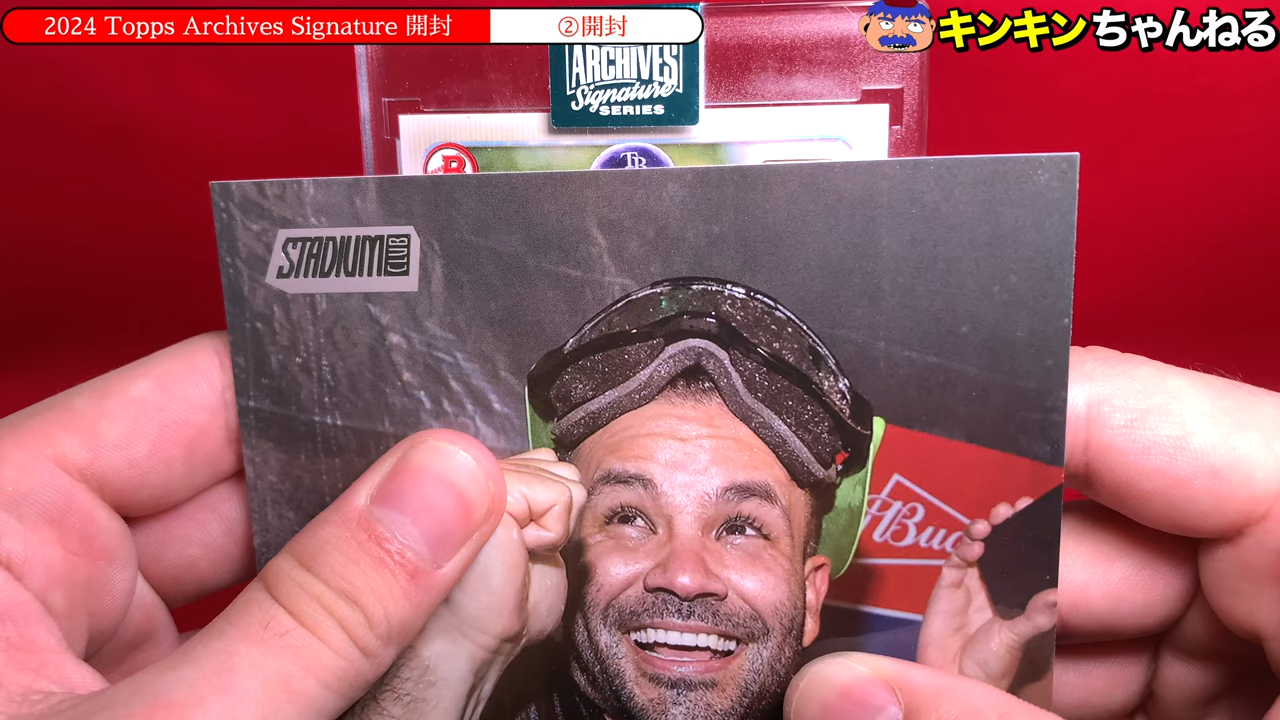 2024 Topps Archives Signature 開封
②開封
キンキンちゃんねる
ARCHIVES
Signature
SERIES
B
TB
STADIUM
CLUB
Bud